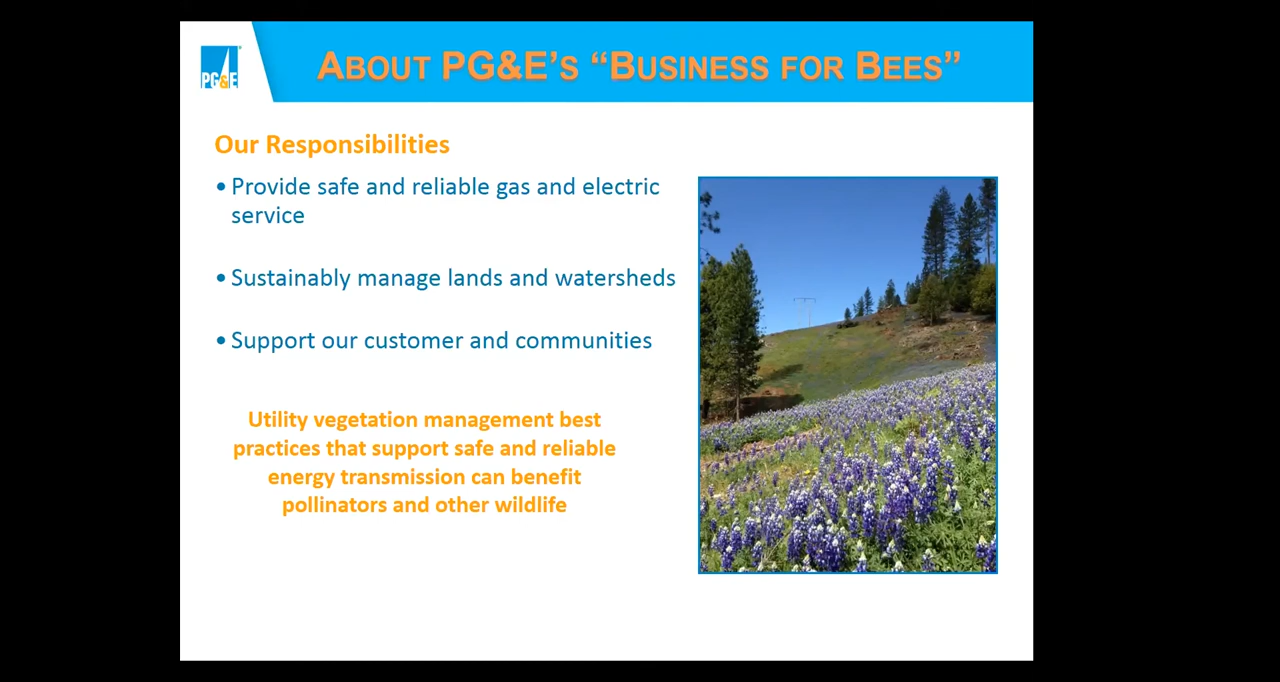 PG&E
ABOUT PG&E'S “BUSINESS FOR BEES”
Our Responsibilities
• Provide safe and reliable gas and electric
service
• Sustainably manage lands and watersheds
• Support our customer and communities
Utility vegetation management best
practices that support safe and reliable
energy transmission can benefit
pollinators and other wildlife